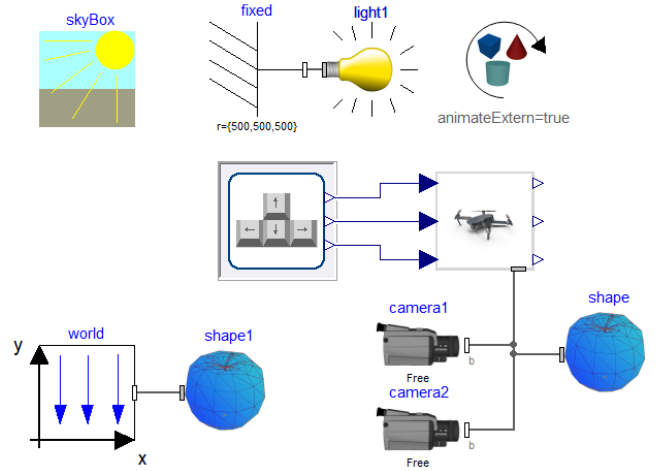 skyBox
fixed
light1
r={500,500,500}
animateExtern=true
camera1
Free
b
shape
world
y
x
shape1
camera2
Free
b